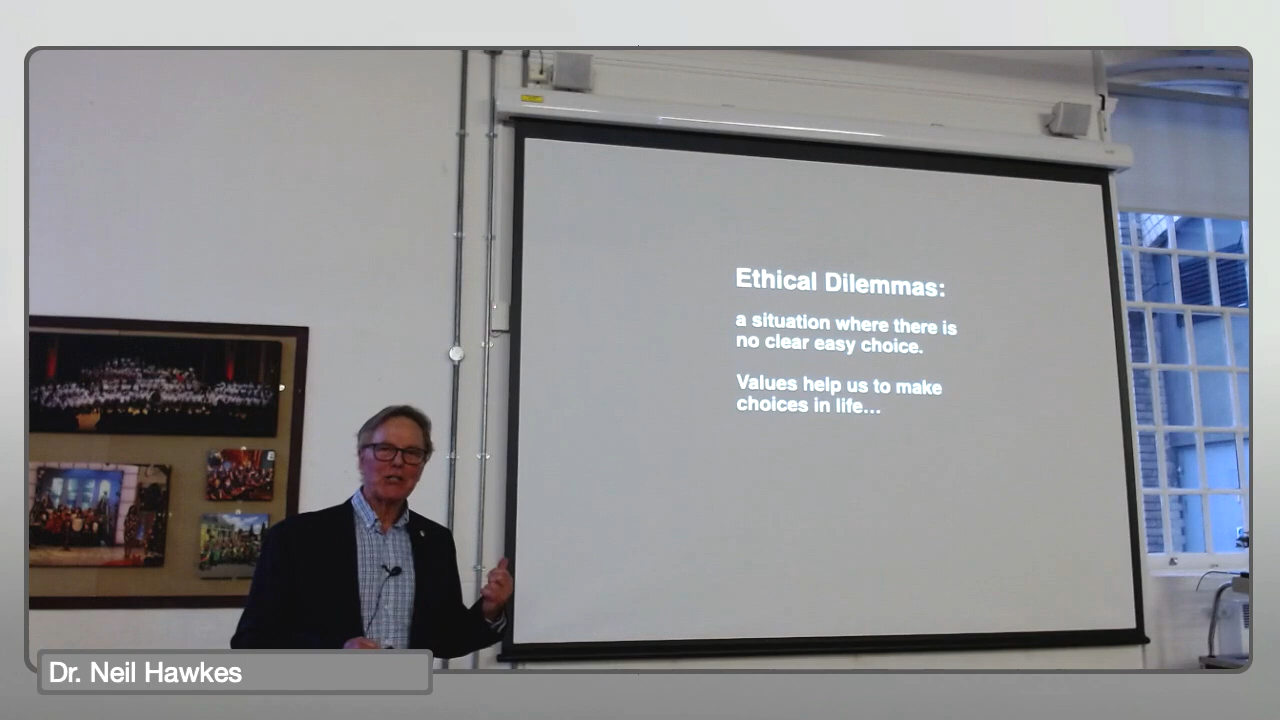 Ethical Dilemmas:
a situation where there is
no clear easy choice.
Values help us to make
choices in life…
Dr. Neil Hawkes